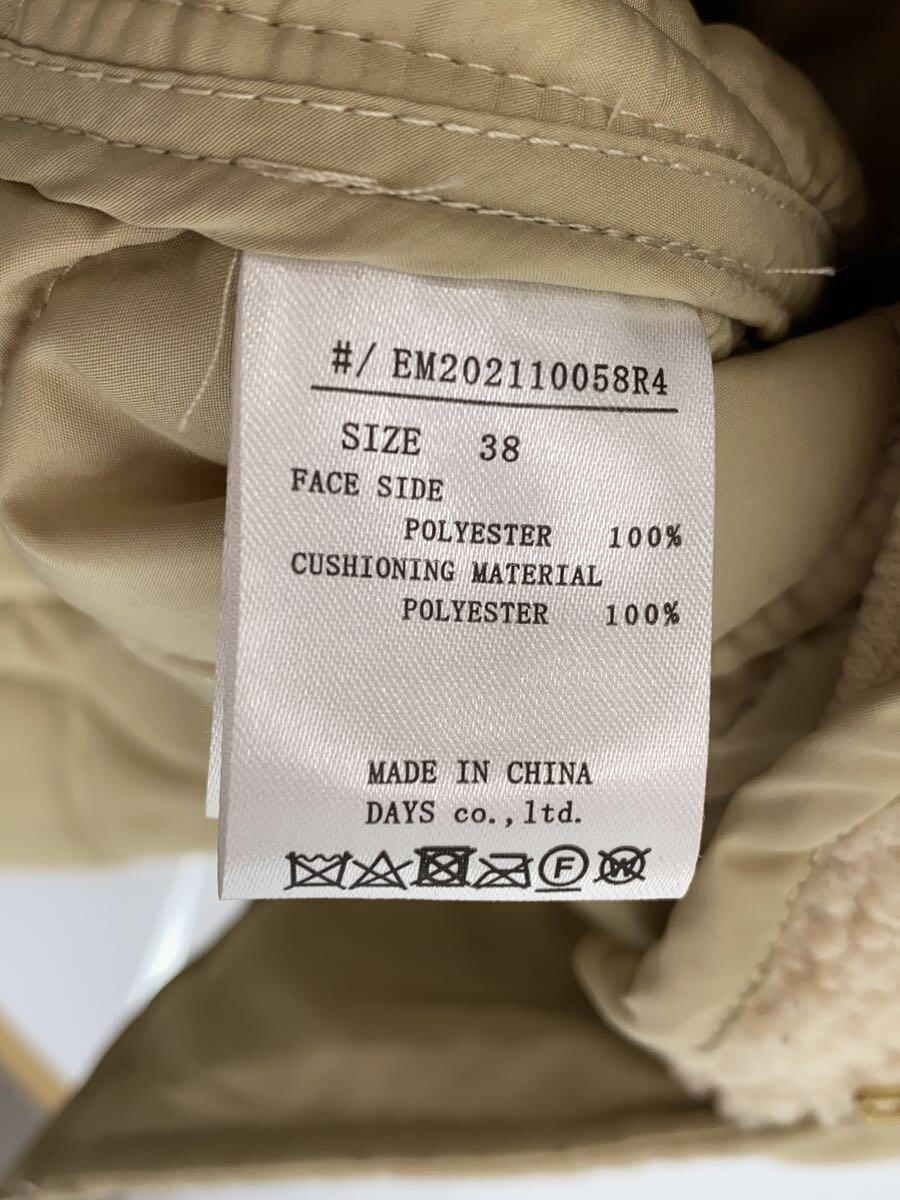 #/ EM202110058R4
SIZE 38
FACE SIDE
POLYESTER 100%
CUSHIONING MATERIAL
POLYESTER 100%
MADE IN CHINA
DAYS co.,ltd.
F W